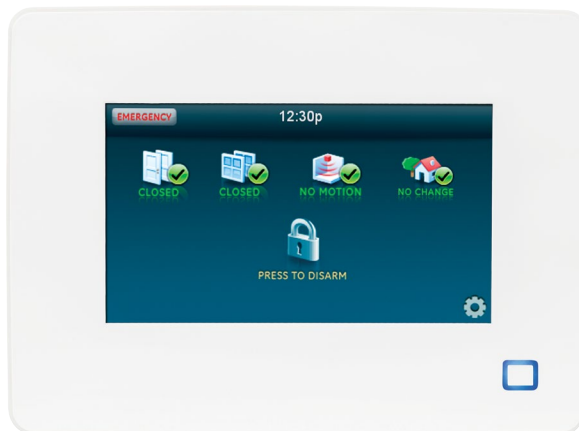 EMERGENCY
12:30p
CLOSED
CLOSED
NO MOTION
NO CHANGE
PRESS TO DISARM